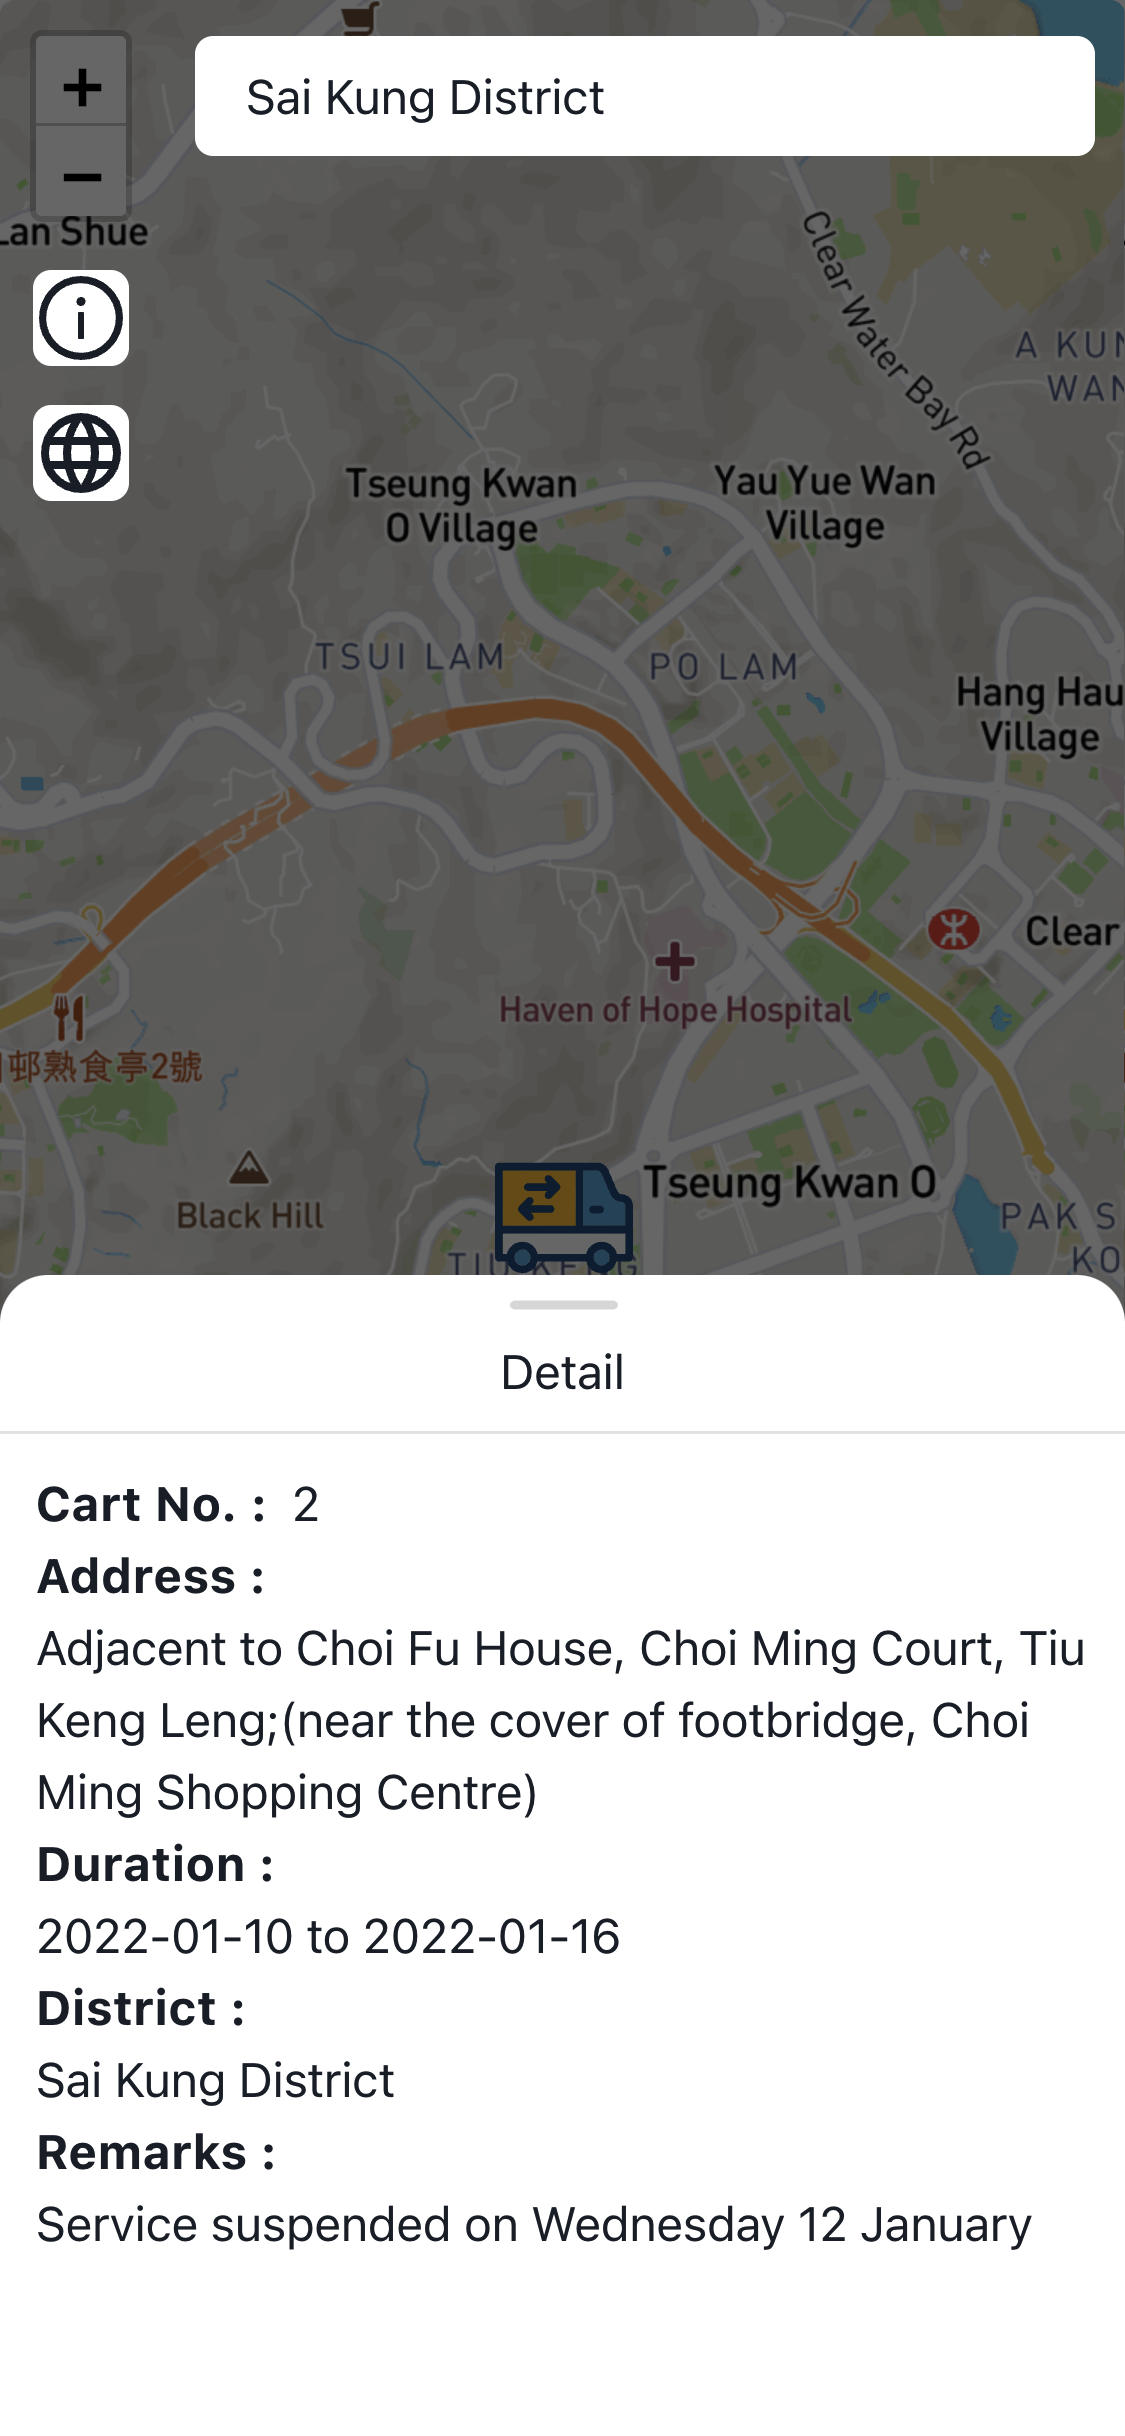 +
Sai Kung District
−
Lan Shue
Clear Water Bay Rd
A KUN
WAN
Tseung Kwan
O Village
Yau Yue Wan
Village
TSUI LAM
PO LAM
Hang Hau
Village
Clear
Haven of Hope Hospital
邨熟食亭2號
Tseung Kwan O
Black Hill
PAK S
KO
TIU KENG
Detail
Cart No. : 2
Address :
Adjacent to Choi Fu House, Choi Ming Court, Tiu
Keng Leng;(near the cover of footbridge, Choi
Ming Shopping Centre)
Duration :
2022-01-10 to 2022-01-16
District :
Sai Kung District
Remarks :
Service suspended on Wednesday 12 January